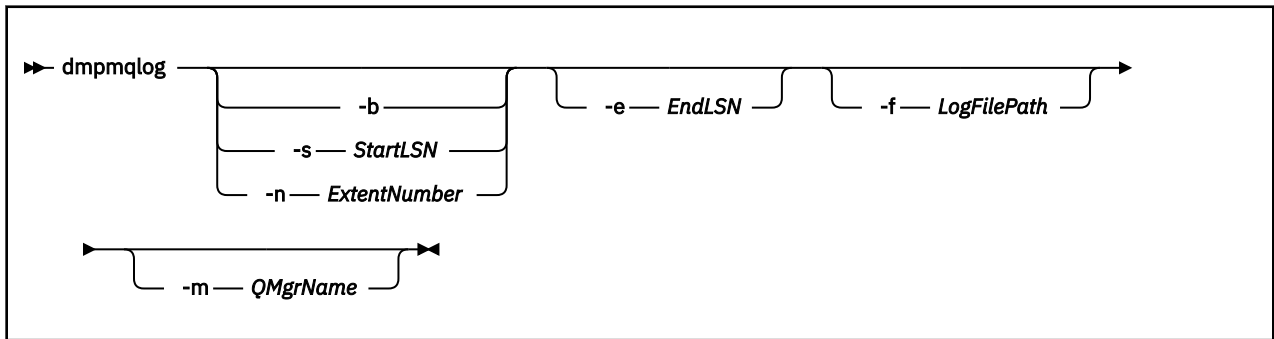 dmpmqlog
-b
-e EndLSN
-f LogFilePath
-s StartLSN
-n ExtentNumber
-m QMgrName